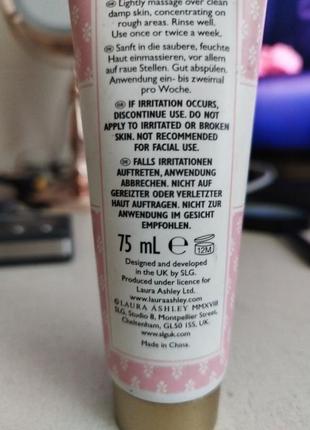 GB Lightly massage over clean
damp skin, concentrating on
rough areas. Rinse well.
Use once or twice a week.
DE Sanft in die saubere, feuchte
Haut einmassieren, vor allem
auf raue Stellen. Gut abspülen.
Anwendung ein- bis zweimal
pro Woche.
GB IF IRRITATION OCCURS,
DISCONTINUE USE. DO NOT
APPLY TO IRRITATED OR BROKEN
SKIN. NOT RECOMMENDED
FOR FACIAL USE.
DE FALLS IRRITATIONEN
AUFTRETEN, ANWENDUNG
ABBRECHEN. NICHT AUF
GEREIZTER ODER VERLETZTER
HAUT AUFTRAGEN. NICHT ZUR
ANWENDUNG IM GESICHT
EMPFOHLEN.
75 mL ℮ 12M
Designed and developed
in the UK by SLG.
Produced under licence for
Laura Ashley Ltd.
www.lauraashley.com
© LAURA ASHLEY MMXVIII
SLG, Studio 8, Montpellier Street,
Cheltenham, GL50 1SS, UK.
www.slguk.com
Made in China.